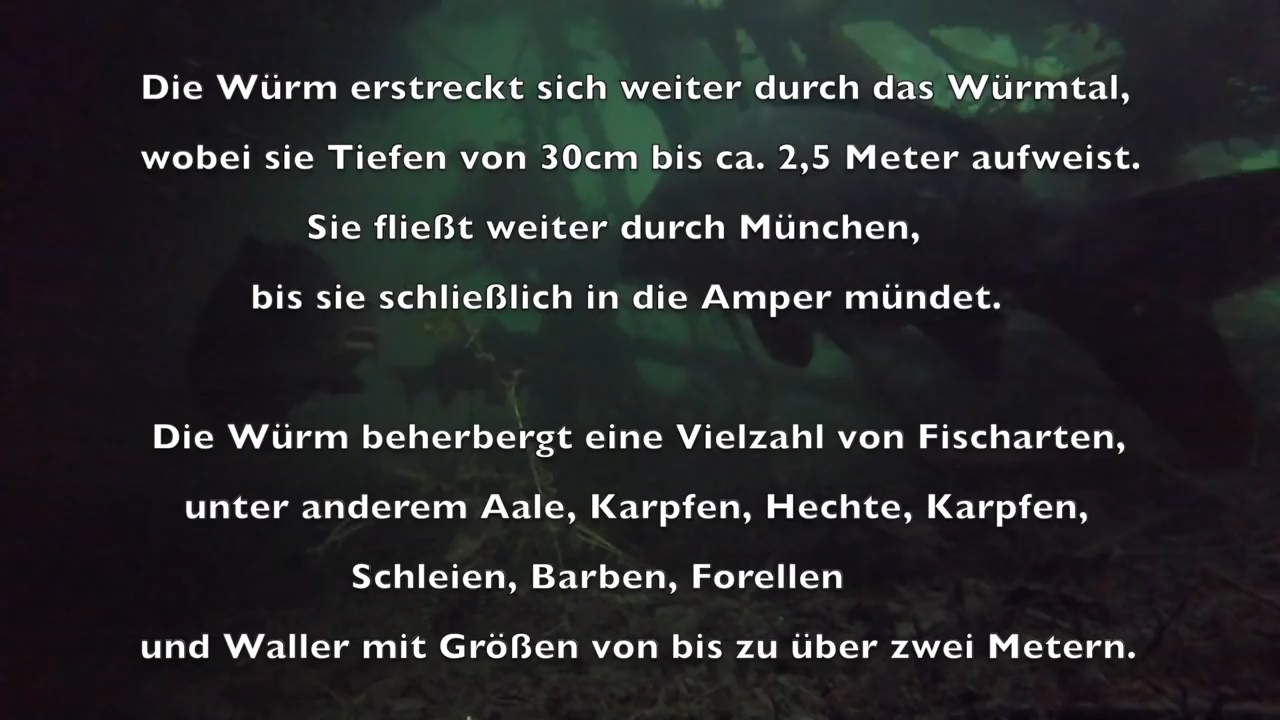 Die Würm erstreckt sich weiter durch das Würmtal,
wobei sie Tiefen von 30cm bis ca. 2,5 Meter aufweist.
Sie fließt weiter durch München,
bis sie schließlich in die Amper mündet.
Die Würm beherbergt eine Vielzahl von Fischarten,
unter anderem Aale, Karpfen, Hechte, Karpfen,
Schleien, Barben, Forellen
und Waller mit Größen von bis zu über zwei Metern.